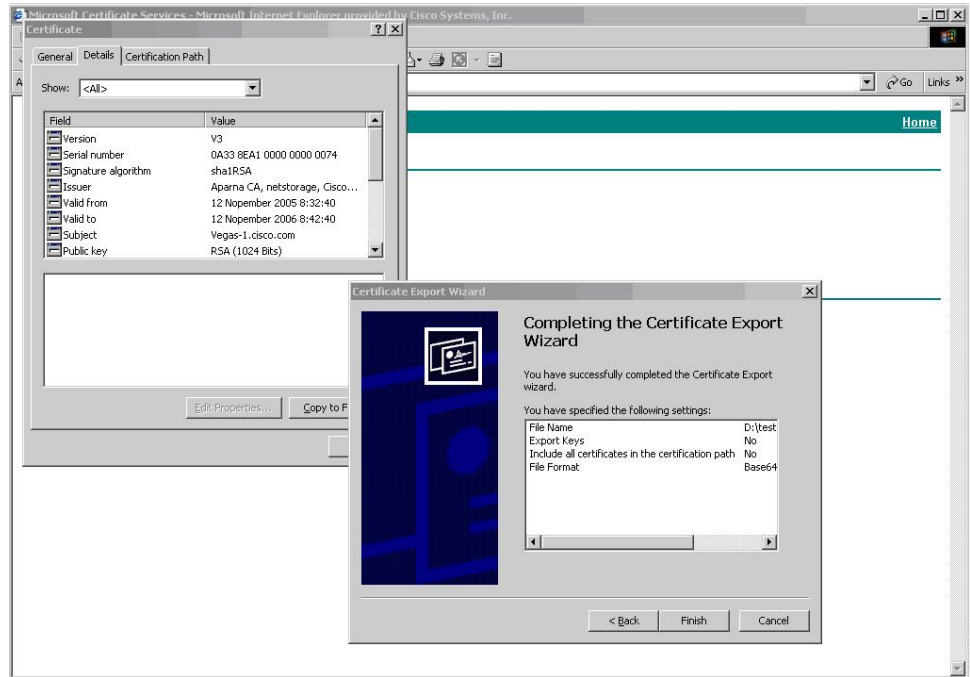 Microsoft Certificate Services - Microsoft Internet Explorer provided by Cisco Systems, Inc.
Certificate
General Details Certification Path
Show: <All>
Go Links »
Home
Field Value
Version V3
Serial number 0A33 8EA1 0000 0000 0074
Signature algorithm sha1RSA
Issuer Aparna CA, netstorage, Cisco...
Valid from 12 Nopember 2005 8:32:40
Valid to 12 Nopember 2006 8:42:40
Subject Vegas-1.cisco.com
Public key RSA (1024 Bits)
Edit Properties... Copy to F
Certificate Export Wizard
Completing the Certificate Export
Wizard
You have successfully completed the Certificate Export
wizard.
You have specified the following settings:
File Name D:\test
Export Keys No
Include all certificates in the certification path No
File Format Base64
< Back Finish Cancel